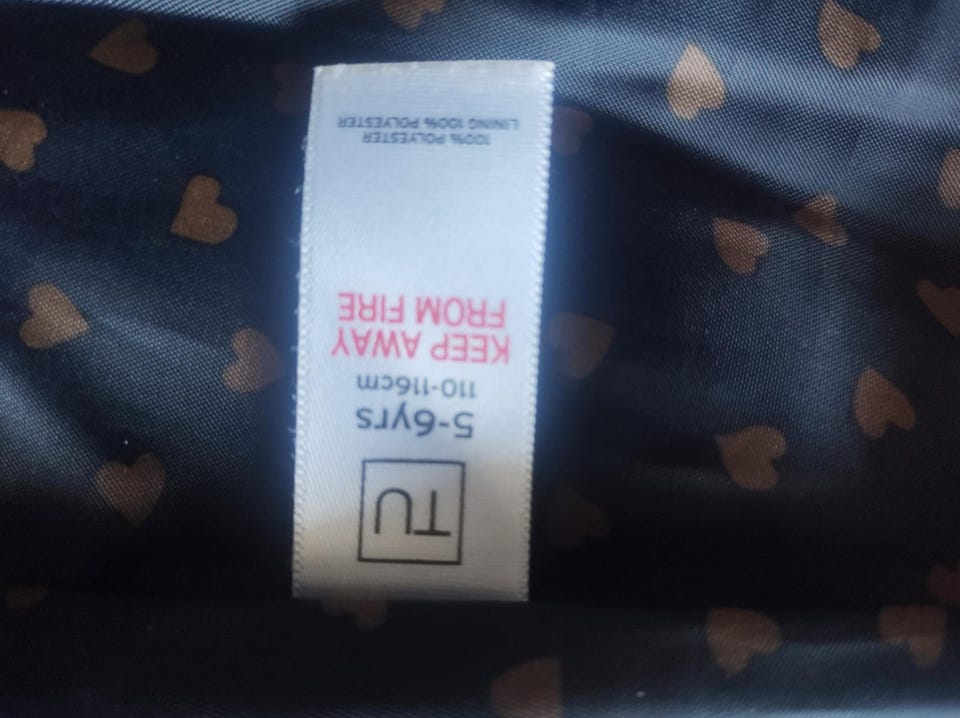 TU
5-6yrs
110-116cm
KEEP AWAY
FROM FIRE
100% POLYESTER
LINING 100% POLYESTER